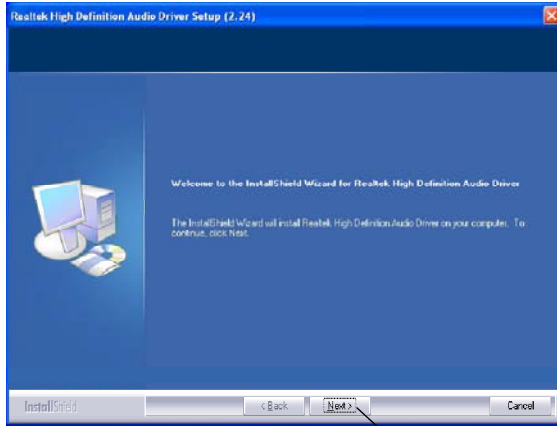 Realtek High Definition Audio Driver Setup (2.24)
Welcome to the InstallShield Wizard for Realtek High Definition Audio Driver
The InstallShield Wizard will install Realtek High Definition Audio Driver on your computer. To
continue, click Next.
InstallShield
< Back
Next >
Cancel